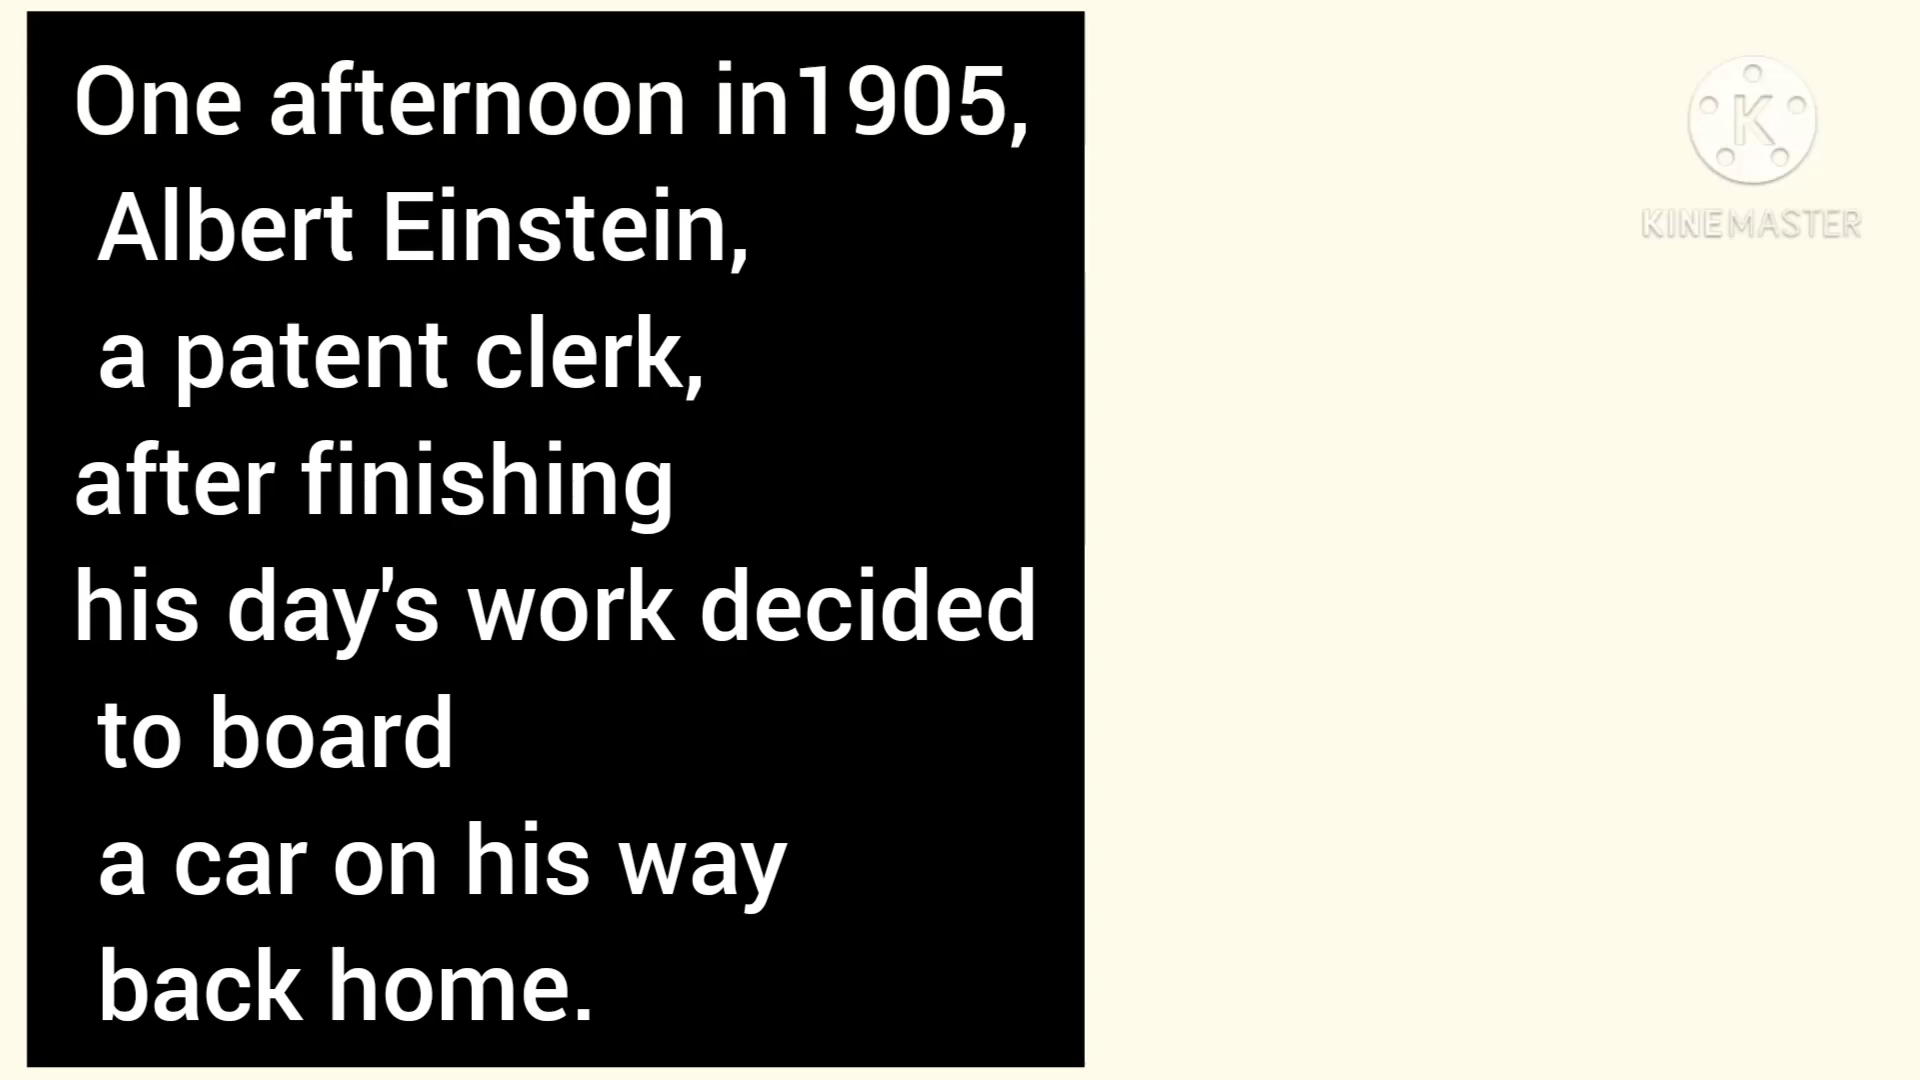 One afternoon in1905,
Albert Einstein,
a patent clerk,
after finishing
his day's work decided
to board
a car on his way
back home.
K
KINEMASTER